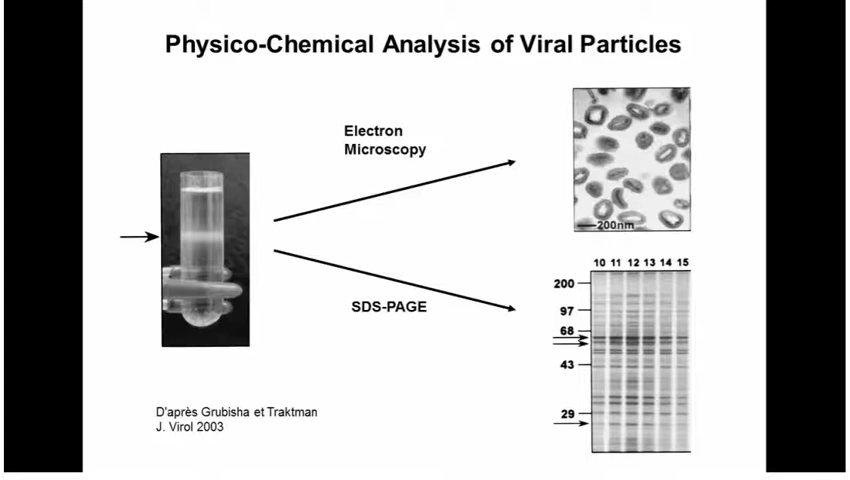 Physico-Chemical Analysis of Viral Particles
Electron
Microscopy
200nm
10 11 12 13 14 15
200
97
68
43
29
SDS-PAGE
D'après Grubisha et Traktman
J. Virol 2003